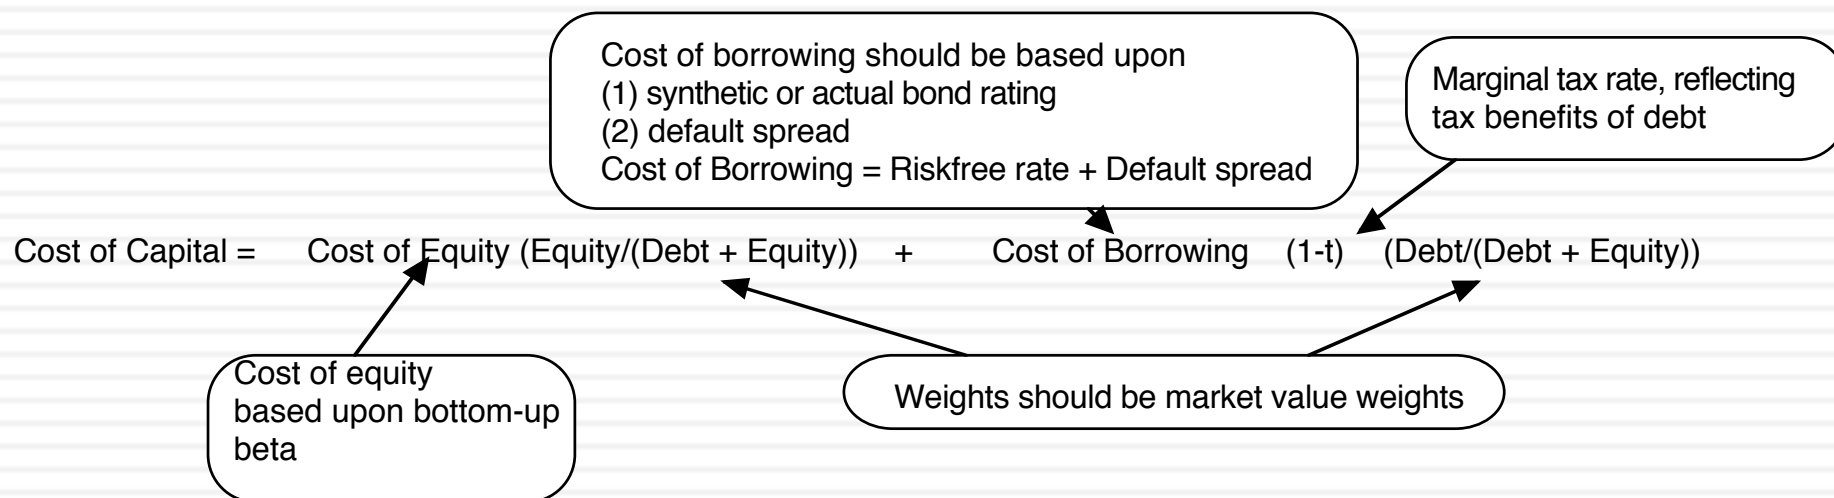 Cost of borrowing should be based upon
(1) synthetic or actual bond rating
(2) default spread
Cost of Borrowing = Riskfree rate + Default spread
Marginal tax rate, reflecting
tax benefits of debt
Cost of Capital = Cost of Equity (Equity/(Debt + Equity)) + Cost of Borrowing (1-t) (Debt/(Debt + Equity))
Cost of equity
based upon bottom-up
beta
Weights should be market value weights